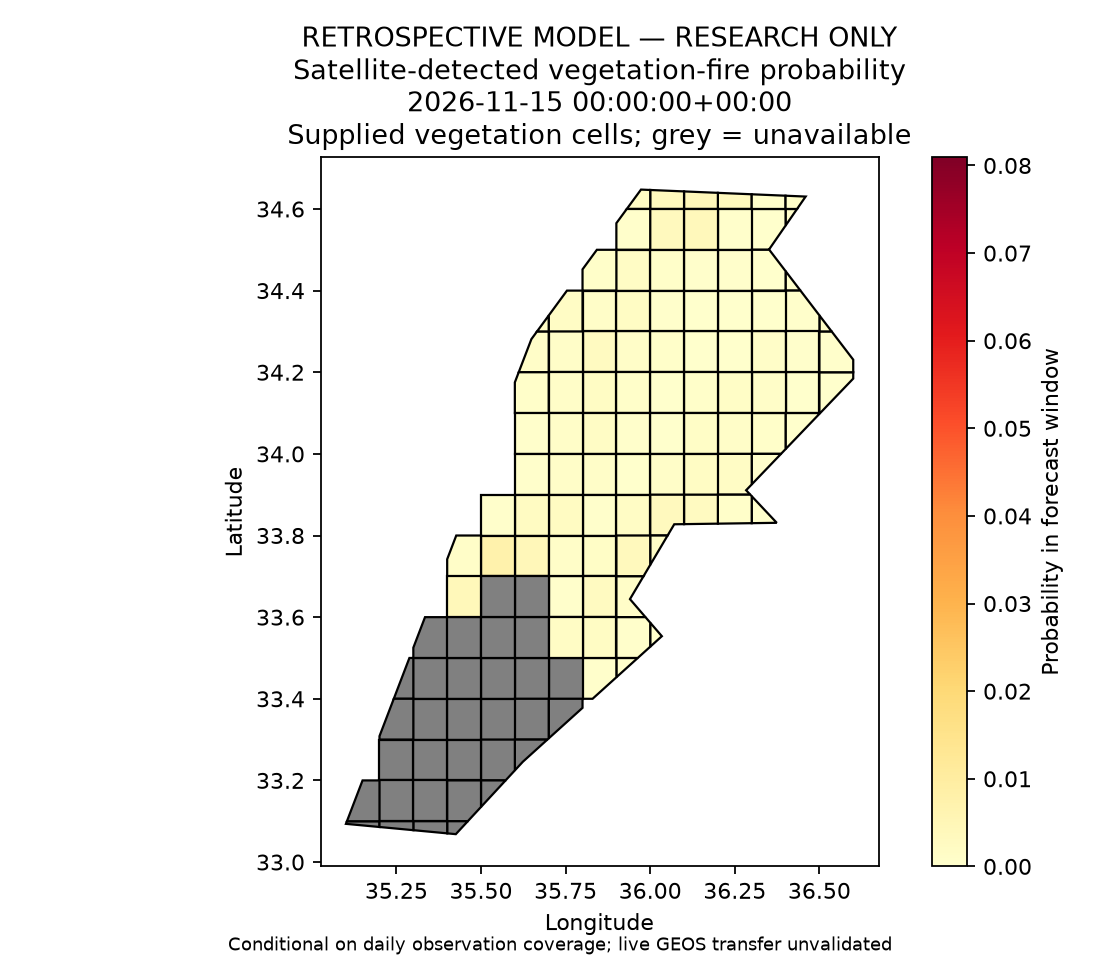 RETROSPECTIVE MODEL — RESEARCH ONLY
Satellite-detected vegetation-fire probability
2026-11-15 00:00:00+00:00
Supplied vegetation cells; grey = unavailable
34.6
34.4
34.2
34.0
33.8
33.6
33.4
33.2
33.0
Latitude
35.25 35.50 35.75 36.00 36.25 36.50
Longitude
0.08
0.07
0.06
0.05
0.04
0.03
0.02
0.01
0.00
Probability in forecast window
Conditional on daily observation coverage; live GEOS transfer unvalidated